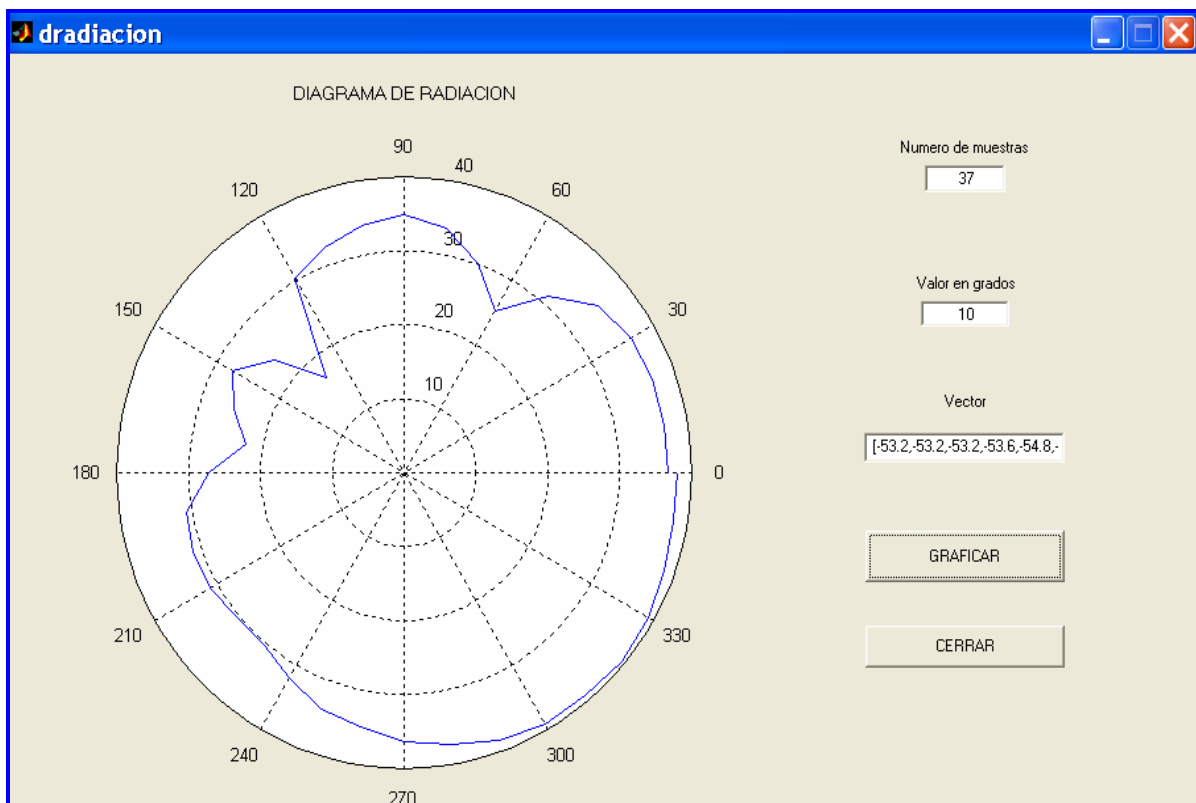 dradiacion
DIAGRAMA DE RADIACION
90
40
120
60
30
150
30
20
10
180
0
210
330
240
300
270
Numero de muestras
37
Valor en grados
10
Vector
[-53.2,-53.2,-53.2,-53.6,-54.8,-
GRAFICAR
CERRAR